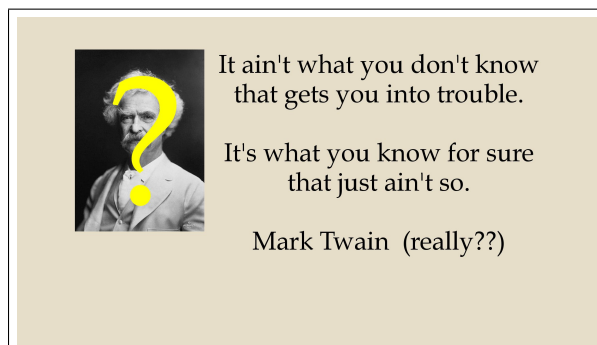 It ain't what you don't know
that gets you into trouble.
It's what you know for sure
that just ain't so.
Mark Twain (really??)
?